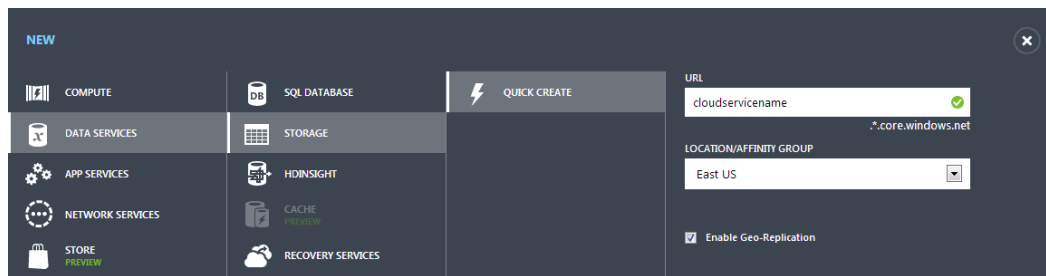 NEW
COMPUTE
DATA SERVICES
APP SERVICES
NETWORK SERVICES
STORE
PREVIEW
DB
SQL DATABASE
STORAGE
HDINSIGHT
CACHE
PREVIEW
RECOVERY SERVICES
QUICK CREATE
URL
cloudservicename
.*.core.windows.net
LOCATION/AFFINITY GROUP
East US
Enable Geo-Replication